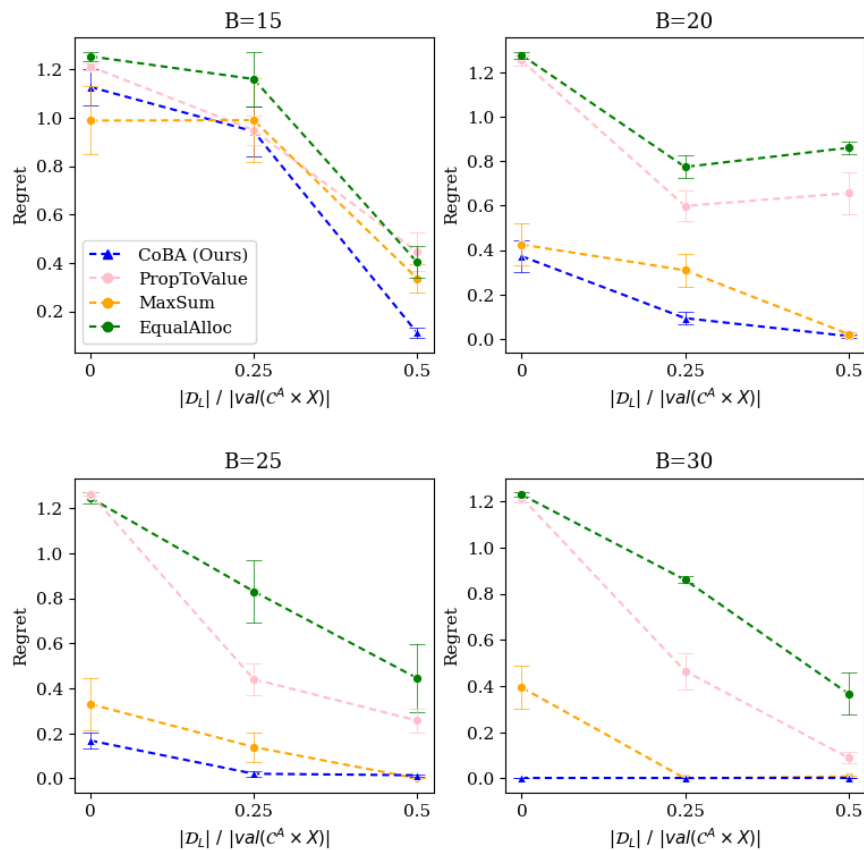 B=15
Regret
1.2
1.0
0.8
0.6
0.4
0.2
CoBA (Ours)
PropToValue
MaxSum
EqualAlloc
0
0.25
0.5
|𝒟_L| / |val(𝒞^A × X)|
B=20
Regret
1.2
1.0
0.8
0.6
0.4
0.2
0.0
0
0.25
0.5
|𝒟_L| / |val(𝒞^A × X)|
B=25
Regret
1.2
1.0
0.8
0.6
0.4
0.2
0.0
0
0.25
0.5
|𝒟_L| / |val(𝒞^A × X)|
B=30
Regret
1.2
1.0
0.8
0.6
0.4
0.2
0.0
0
0.25
0.5
|𝒟_L| / |val(𝒞^A × X)|